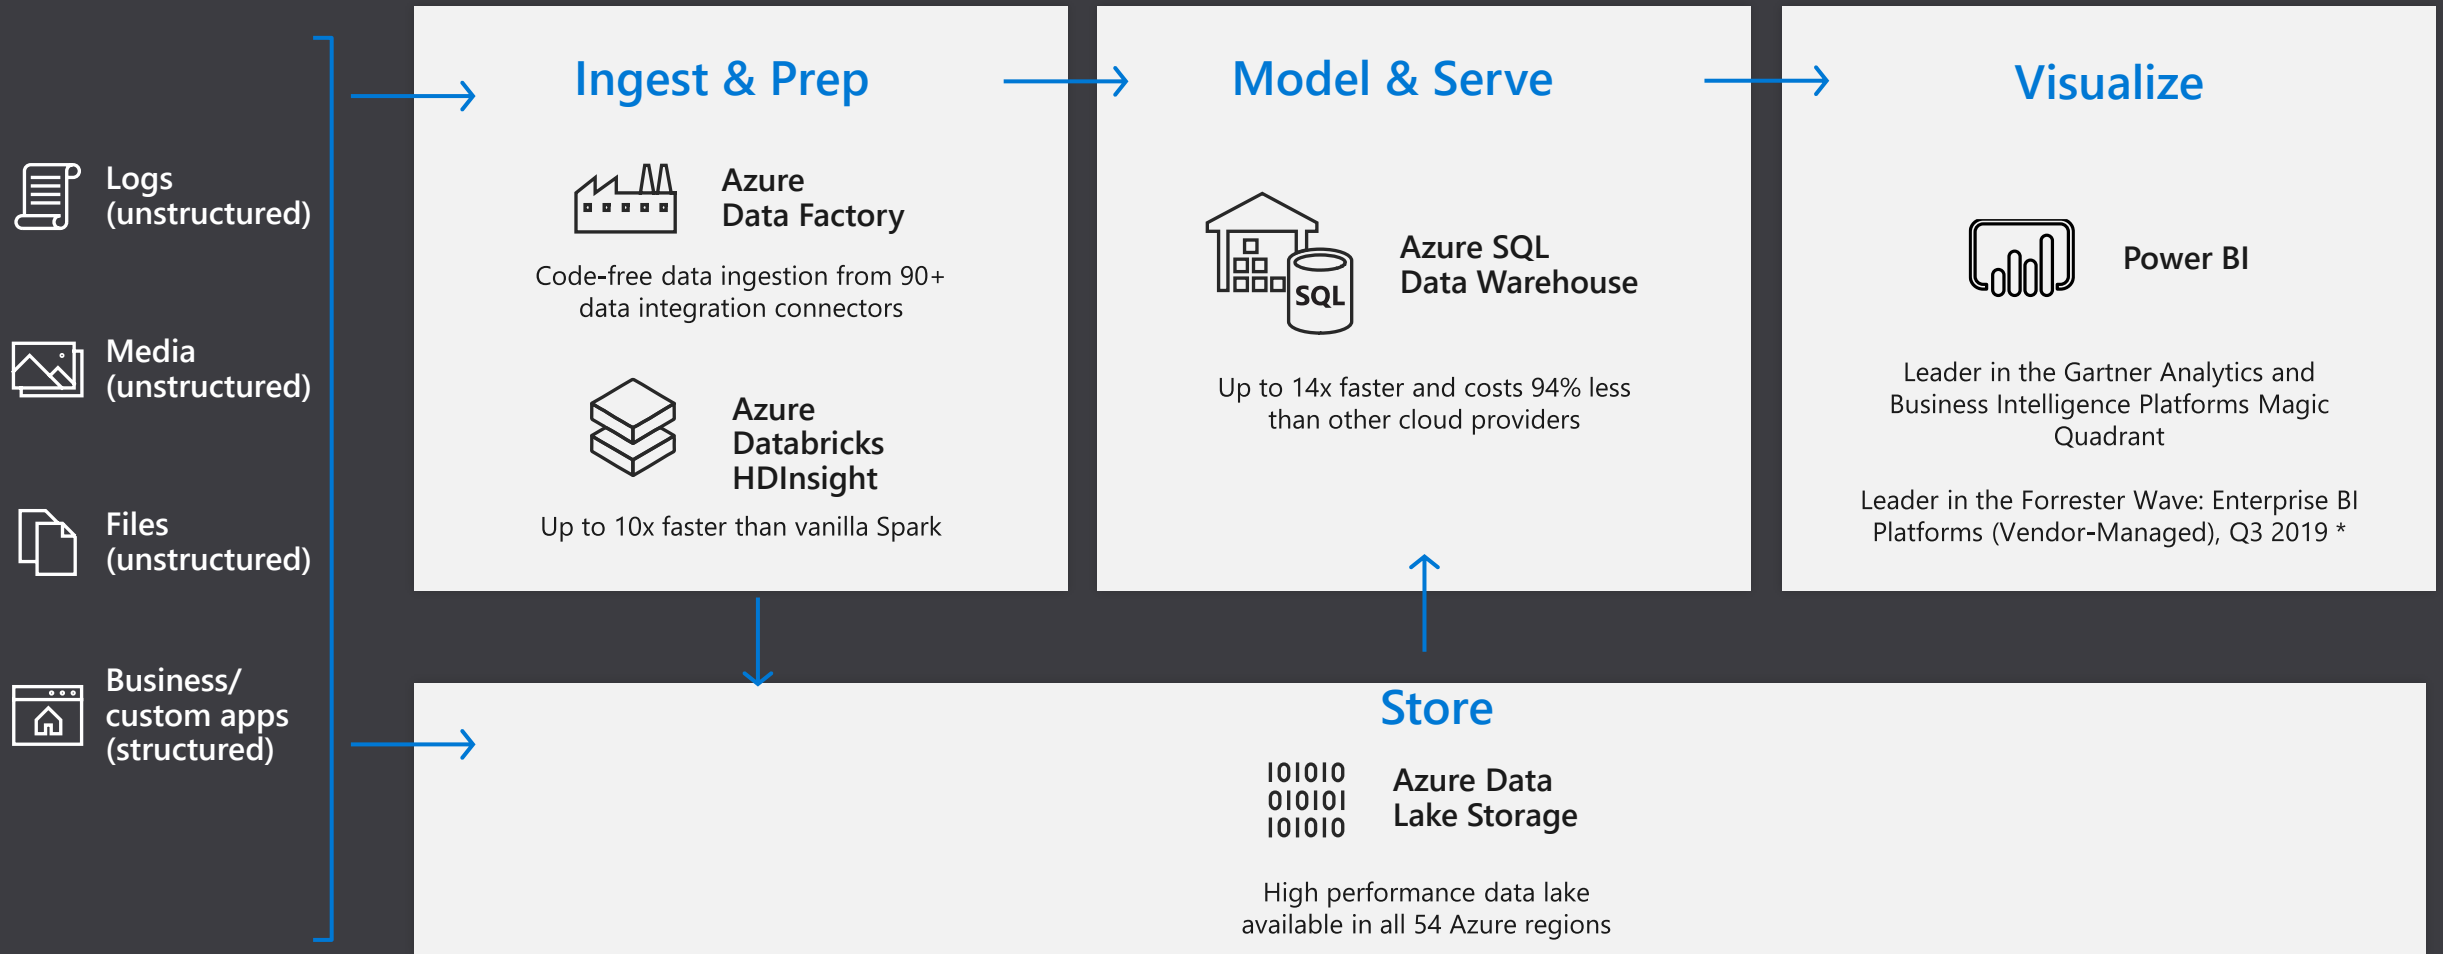 Logs
(unstructured)
Media
(unstructured)
Files
(unstructured)
Business/
custom apps
(structured)
Ingest & Prep
Azure
Data Factory
Code-free data ingestion from 90+
data integration connectors
Azure
Databricks
HDInsight
Up to 10x faster than vanilla Spark
Model & Serve
SQL
Azure SQL
Data Warehouse
Up to 14x faster and costs 94% less
than other cloud providers
Visualize
Power BI
Leader in the Gartner Analytics and
Business Intelligence Platforms Magic
Quadrant
Leader in the Forrester Wave: Enterprise BI
Platforms (Vendor-Managed), Q3 2019 *
Store
101010
010101
101010
Azure Data
Lake Storage
High performance data lake
available in all 54 Azure regions